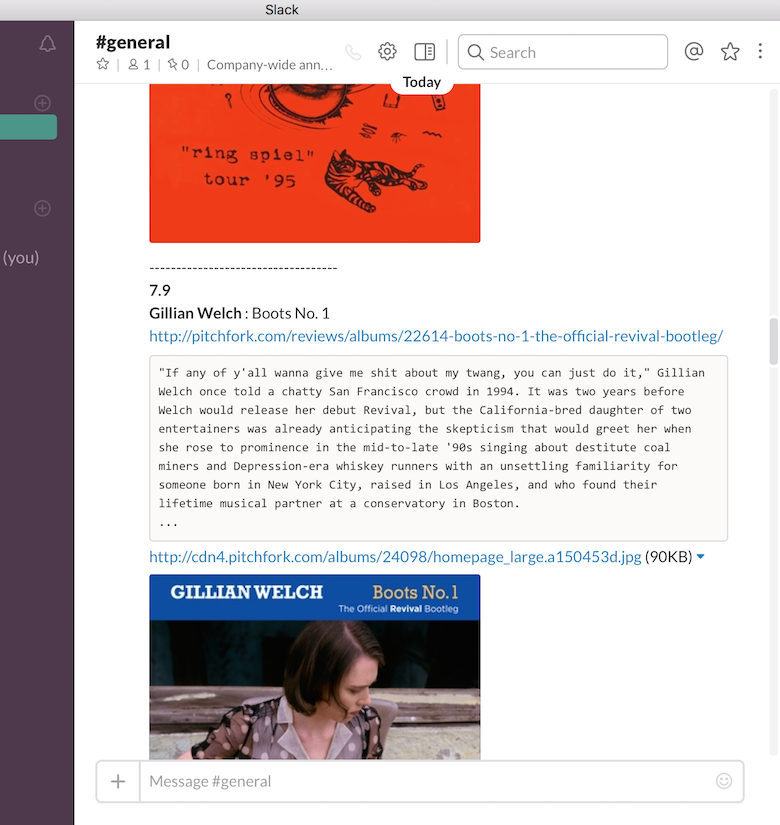 Slack
#general
1 | 0 | Company-wide ann...
Search
Today
"ring spiel"
tour '95
(you)
-----------------------------------
7.9
Gillian Welch : Boots No. 1
http://pitchfork.com/reviews/albums/22614-boots-no-1-the-official-revival-bootleg/
"If any of y'all wanna give me shit about my twang, you can just do it," Gillian
Welch once told a chatty San Francisco crowd in 1994. It was two years before
Welch would release her debut Revival, but the California-bred daughter of two
entertainers was already anticipating the skepticism that would greet her when
she rose to prominence in the mid-to-late '90s singing about destitute coal
miners and Depression-era whiskey runners with an unsettling familiarity for
someone born in New York City, raised in Los Angeles, and who found their
lifetime musical partner at a conservatory in Boston.
...
http://cdn4.pitchfork.com/albums/24098/homepage_large.a150453d.jpg (90KB)
GILLIAN WELCH Boots No.1
The Official Revival Bootleg
Message #general